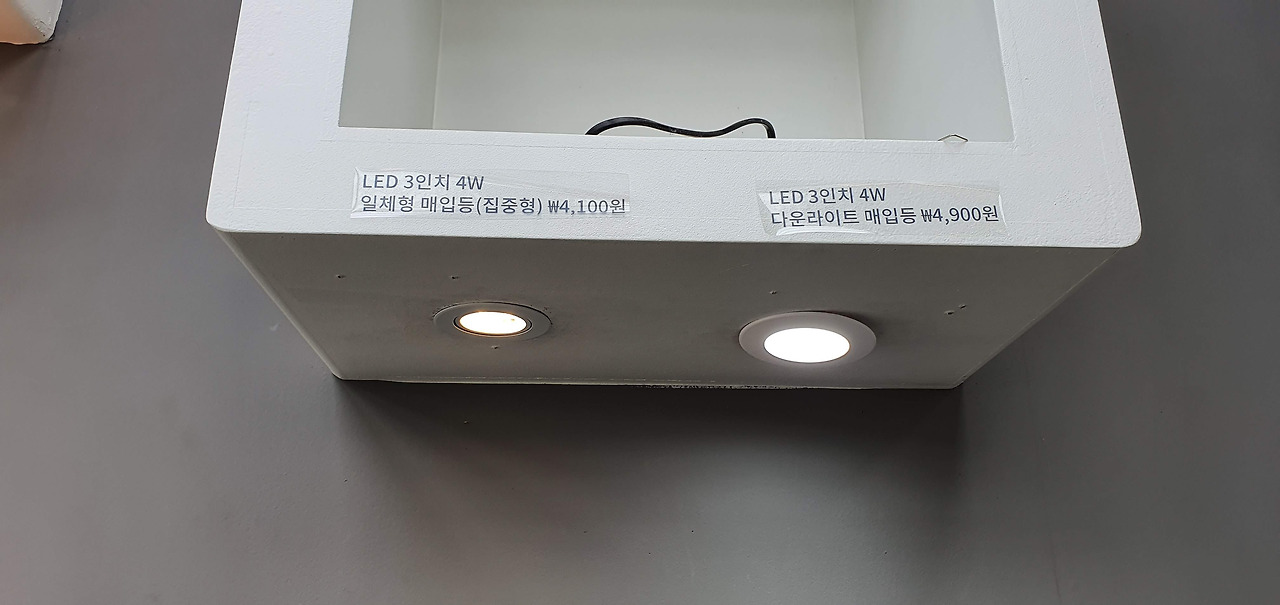 LED 3인치 4W
일체형 매입등(집중형) ₩4,100원
LED 3인치 4W
다운라이트 매입등 ₩4,900원